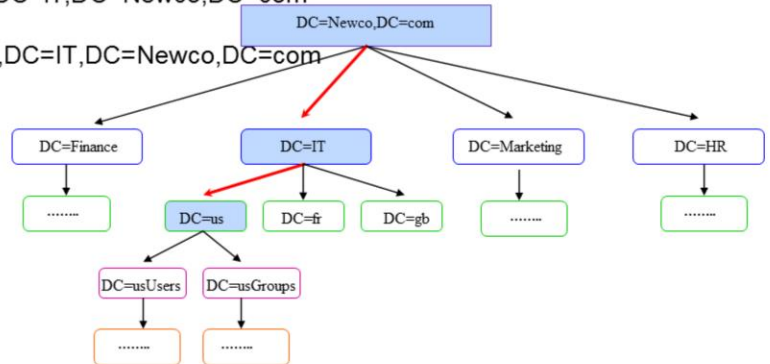 DC=Newco,DC=com
,DC=IT,DC=Newco,DC=com
DC=Finance
DC=IT
DC=Marketing
DC=HR
........
DC=us
DC=fr
DC=gb
........
........
DC=usUsers
DC=usGroups
........
........